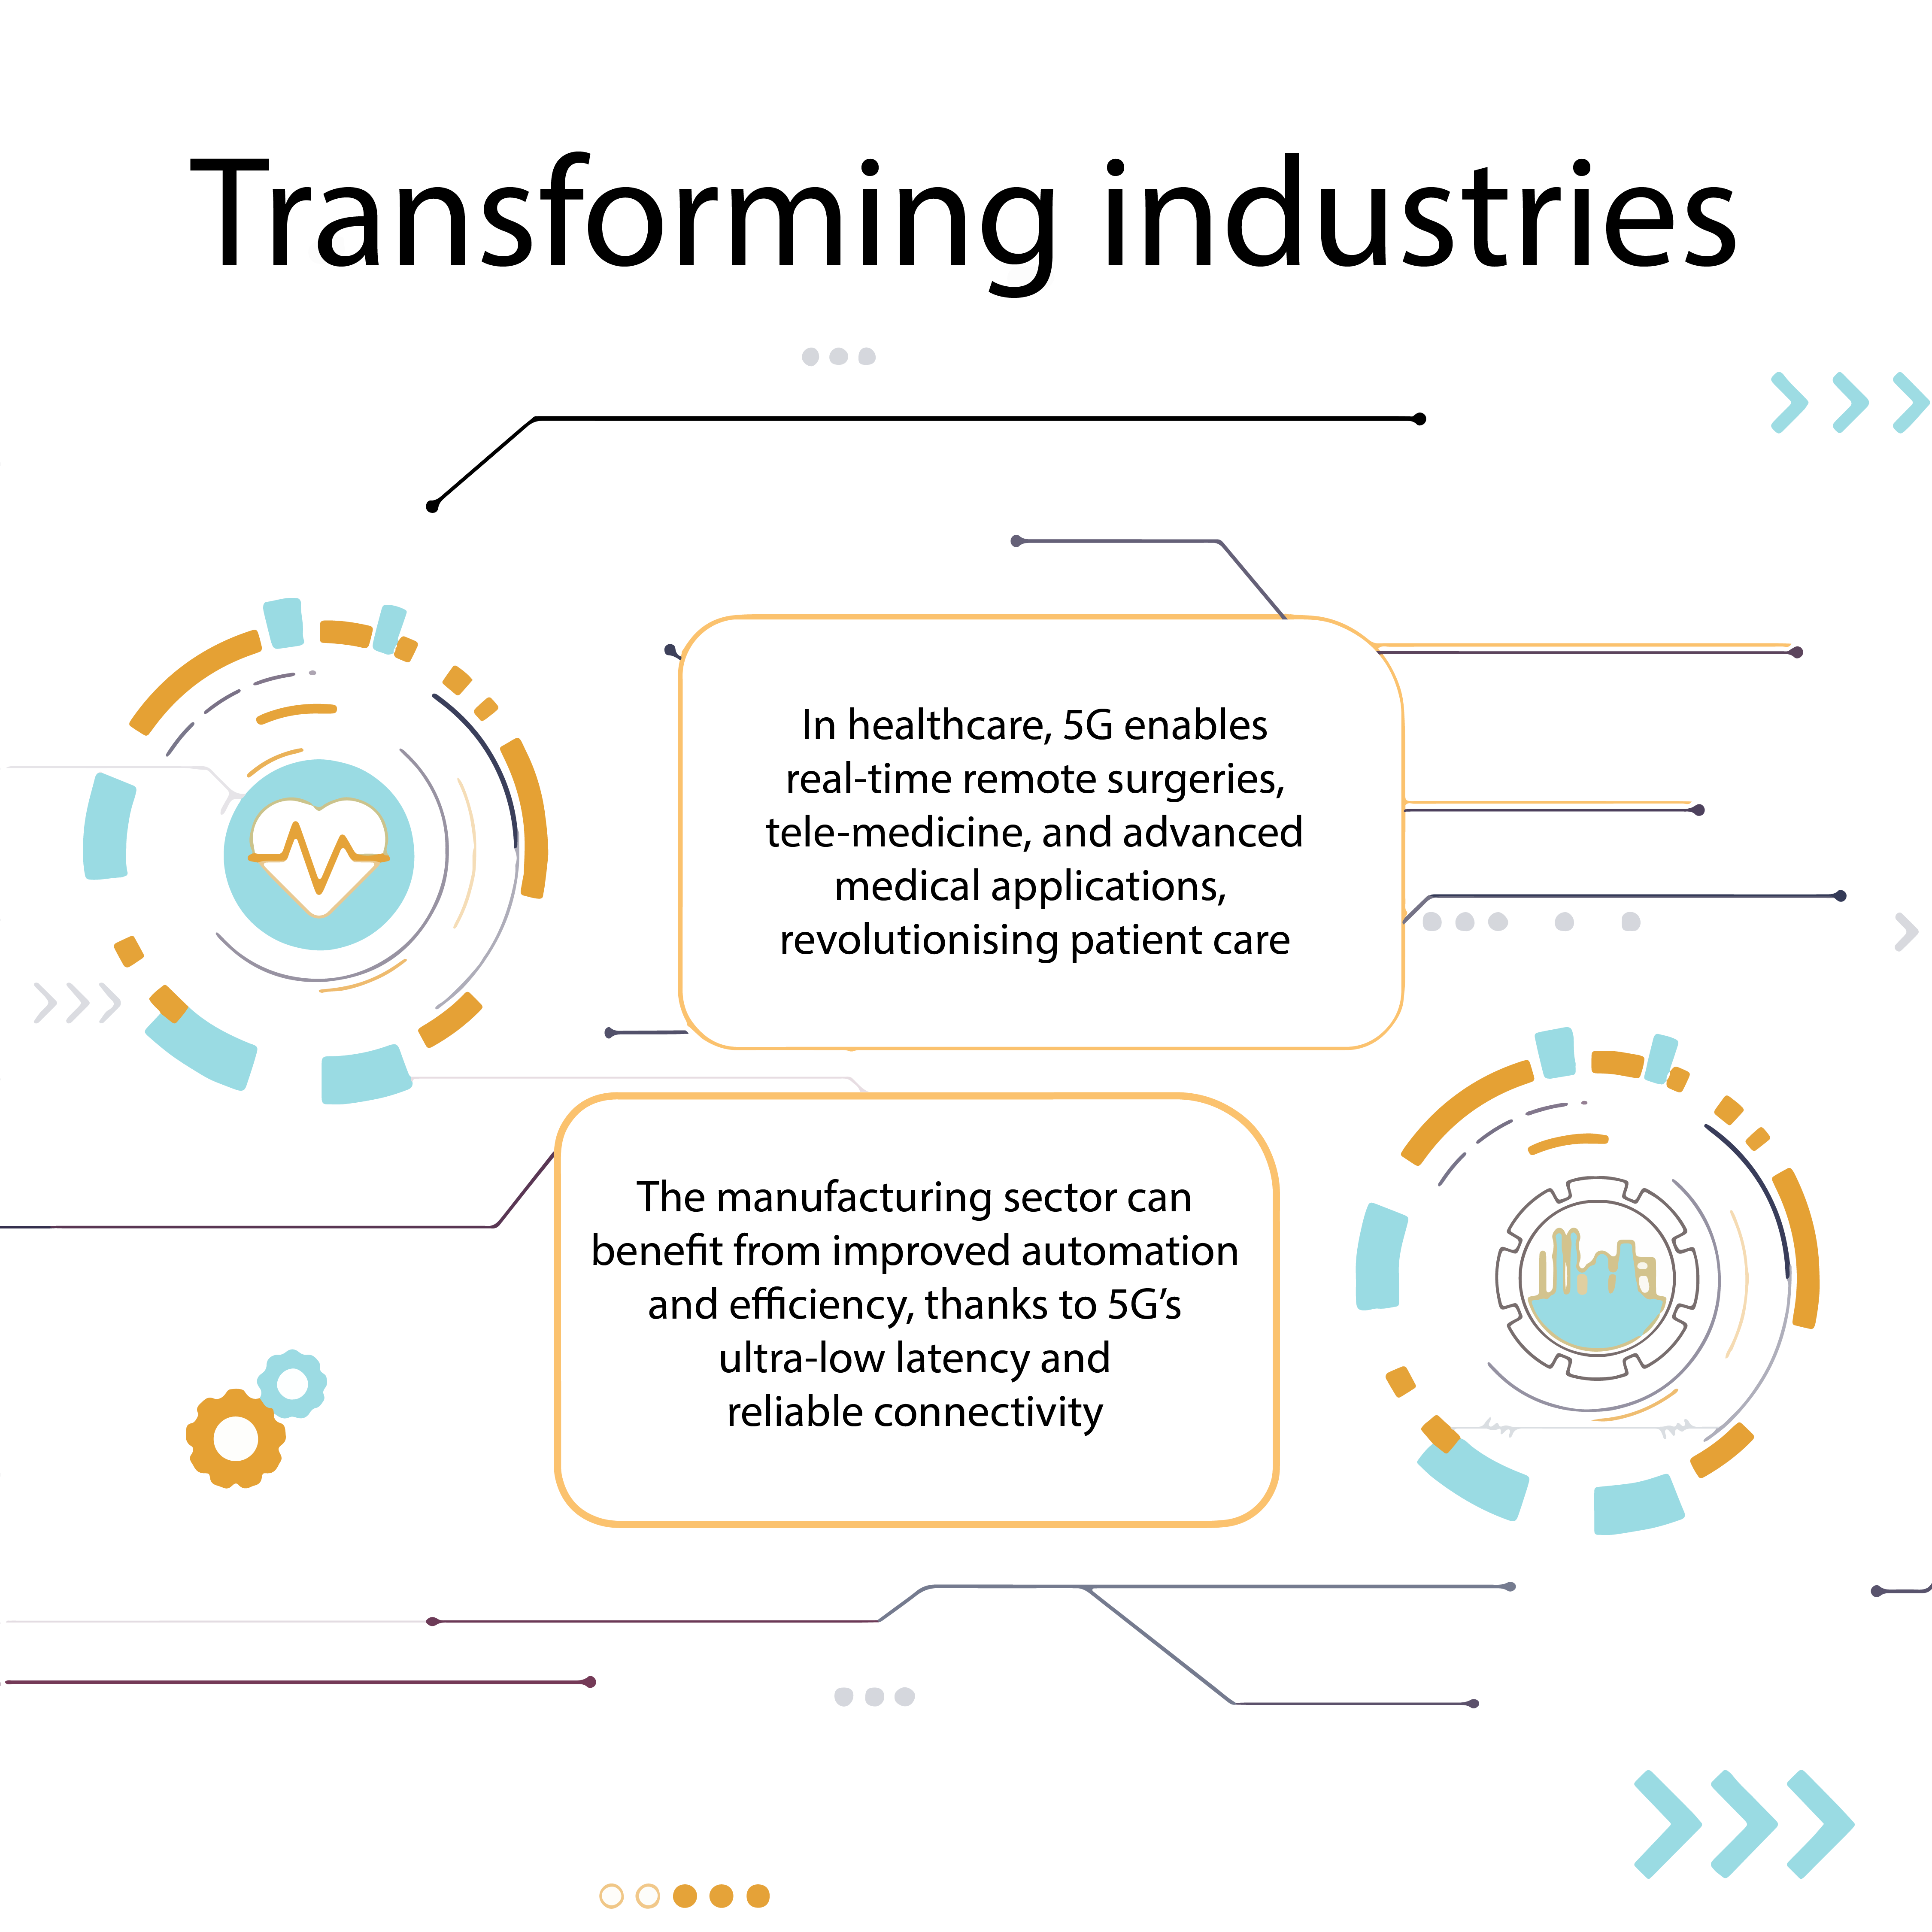 Transforming industries
In healthcare, 5G enables
real-time remote surgeries,
tele-medicine, and advanced
medical applications,
revolutionising patient care
The manufacturing sector can
benefit from improved automation
and efficiency, thanks to 5G’s
ultra-low latency and
reliable connectivity